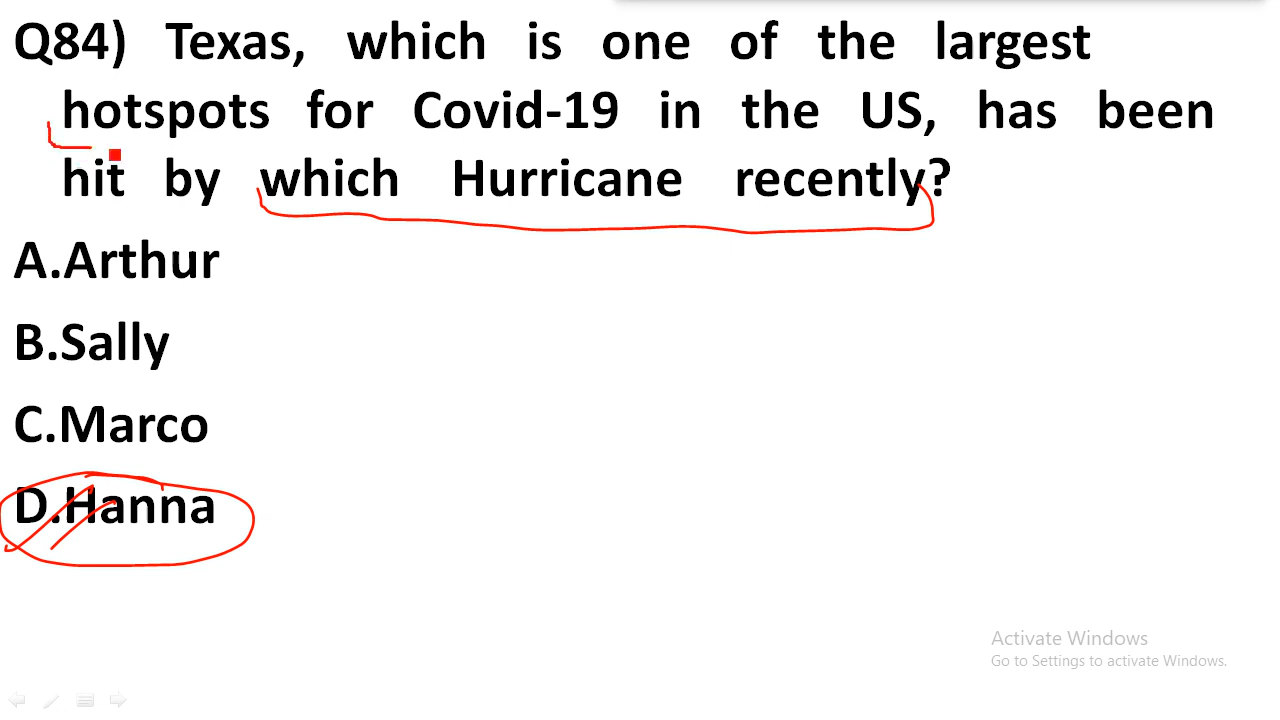 Q84) Texas, which is one of the largest
hotspots for Covid-19 in the US, has been
hit by which Hurricane recently?
A.Arthur
B.Sally
C.Marco
D.Hanna
Activate Windows
Go to Settings to activate Windows.